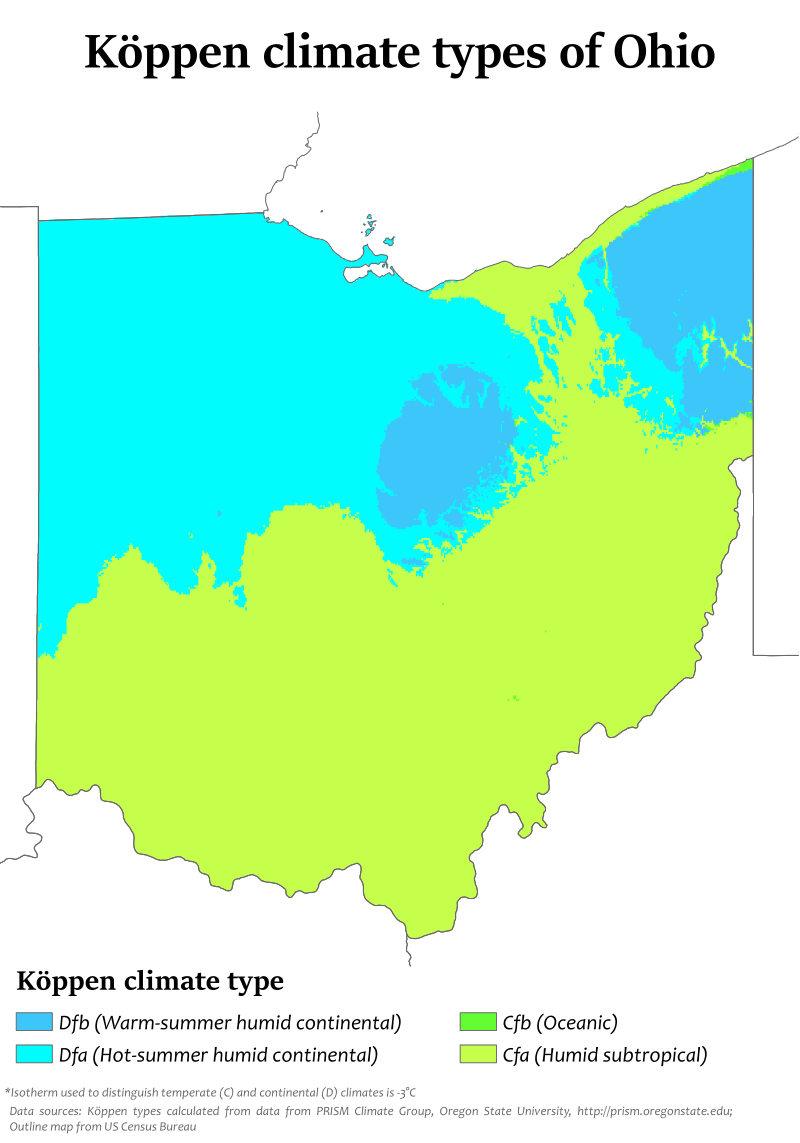 Köppen climate types of Ohio
Köppen climate type
Dfb (Warm-summer humid continental)
Cfb (Oceanic)
Dfa (Hot-summer humid continental)
Cfa (Humid subtropical)
*Isotherm used to distinguish temperate (C) and continental (D) climates is -3°C
Data sources: Köppen types calculated from data from PRISM Climate Group, Oregon State University, http://prism.oregonstate.edu;
Outline map from US Census Bureau